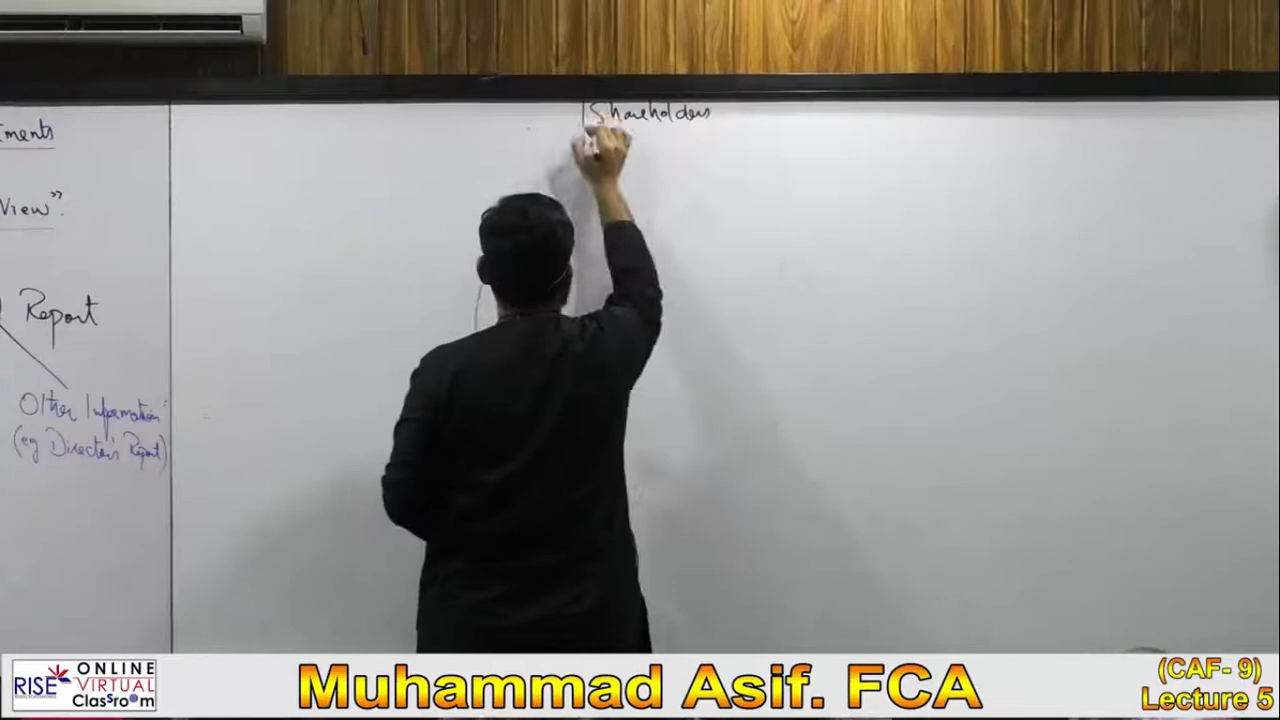 Shareholders
ments
View".
Report
Other Information
(eg Director's Report)
RISE
ONLINE
VIRTUAL
Classroom
Muhammad Asif. FCA
(CAF- 9)
Lecture 5